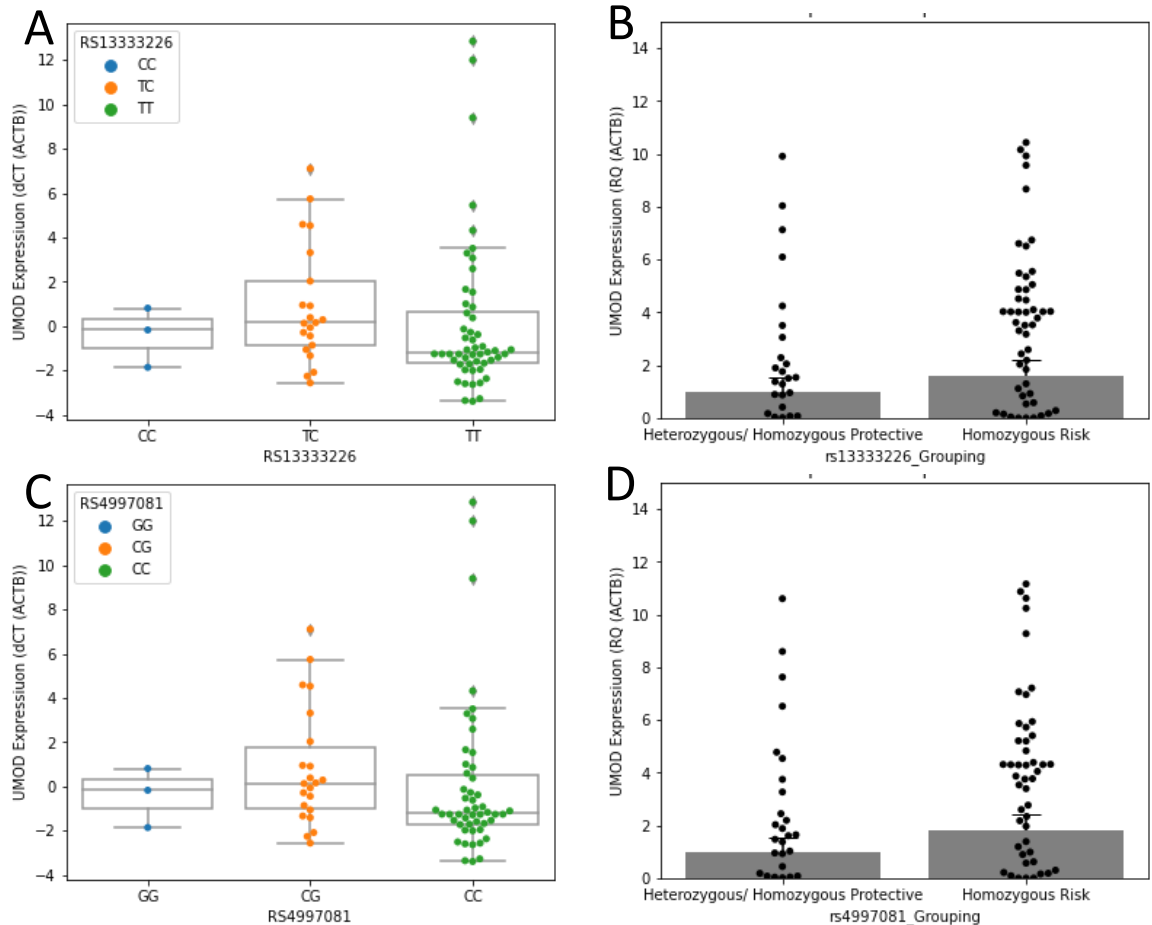 A
RS13333226
CC
TC
TT
UMOD Expressiuon (dCT (ACTB))
12
10
8
6
4
2
0
−2
−4
CC TC TT
RS13333226
B
UMOD Expressiuon (RQ (ACTB))
14
12
10
8
6
4
2
0
Heterozygous/ Homozygous Protective Homozygous Risk
rs13333226_Grouping
C
RS4997081
GG
CG
CC
UMOD Expressiuon (dCT (ACTB))
12
10
8
6
4
2
0
−2
−4
GG CG CC
RS4997081
D
UMOD Expressiuon (RQ (ACTB))
14
12
10
8
6
4
2
0
Heterozygous/ Homozygous Protective Homozygous Risk
rs4997081_Grouping